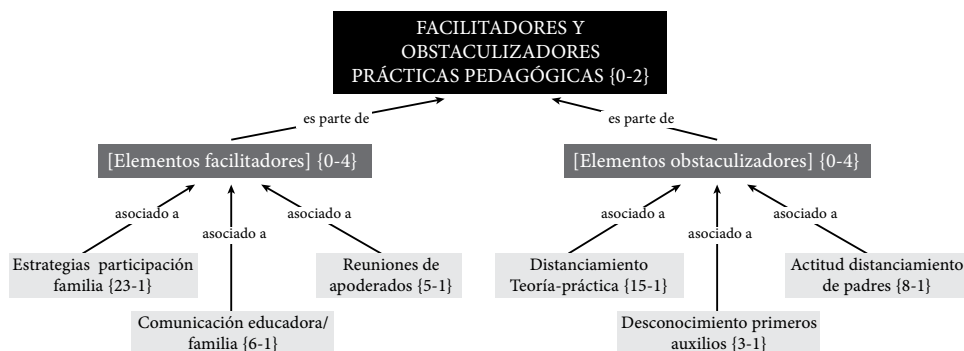 FACILITADORES Y
OBSTACULIZADORES
PRÁCTICAS PEDAGÓGICAS {0-2}
es parte de
es parte de
[Elementos facilitadores] {0-4}
[Elementos obstaculizadores] {0-4}
asociado a
asociado a
asociado a
asociado a
asociado a
asociado a
Estrategias participación
familia {23-1}
Reuniones de
apoderados {5-1}
Distanciamiento
Teoría-práctica {15-1}
Actitud distanciamiento
de padres {8-1}
Comunicación educadora/
familia {6-1}
Desconocimiento primeros
auxilios {3-1}